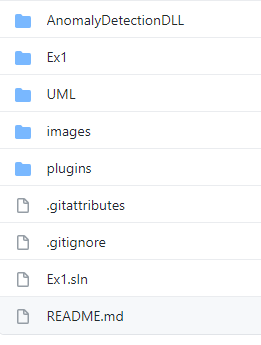 AnomalyDetectionDLL
Ex1
UML
images
plugins
.gitattributes
.gitignore
Ex1.sln
README.md